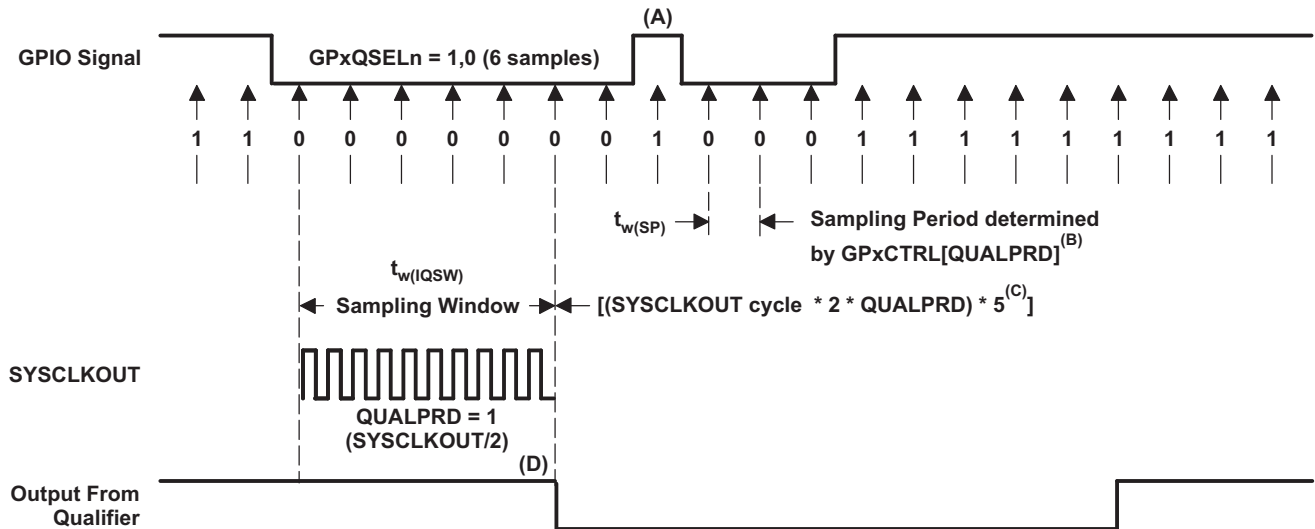 (A)
GPIO Signal
GPxQSELn = 1,0 (6 samples)
1 1 0 0 0 0 0 0 0 1 0 0 0 1 1 1 1 1 1 1 1 1
tw(SP)
Sampling Period determined
by GPxCTRL[QUALPRD](B)
tw(IQSW)
Sampling Window
[(SYSCLKOUT cycle * 2 * QUALPRD) * 5(C)]
SYSCLKOUT
QUALPRD = 1
(SYSCLKOUT/2)
(D)
Output From
Qualifier